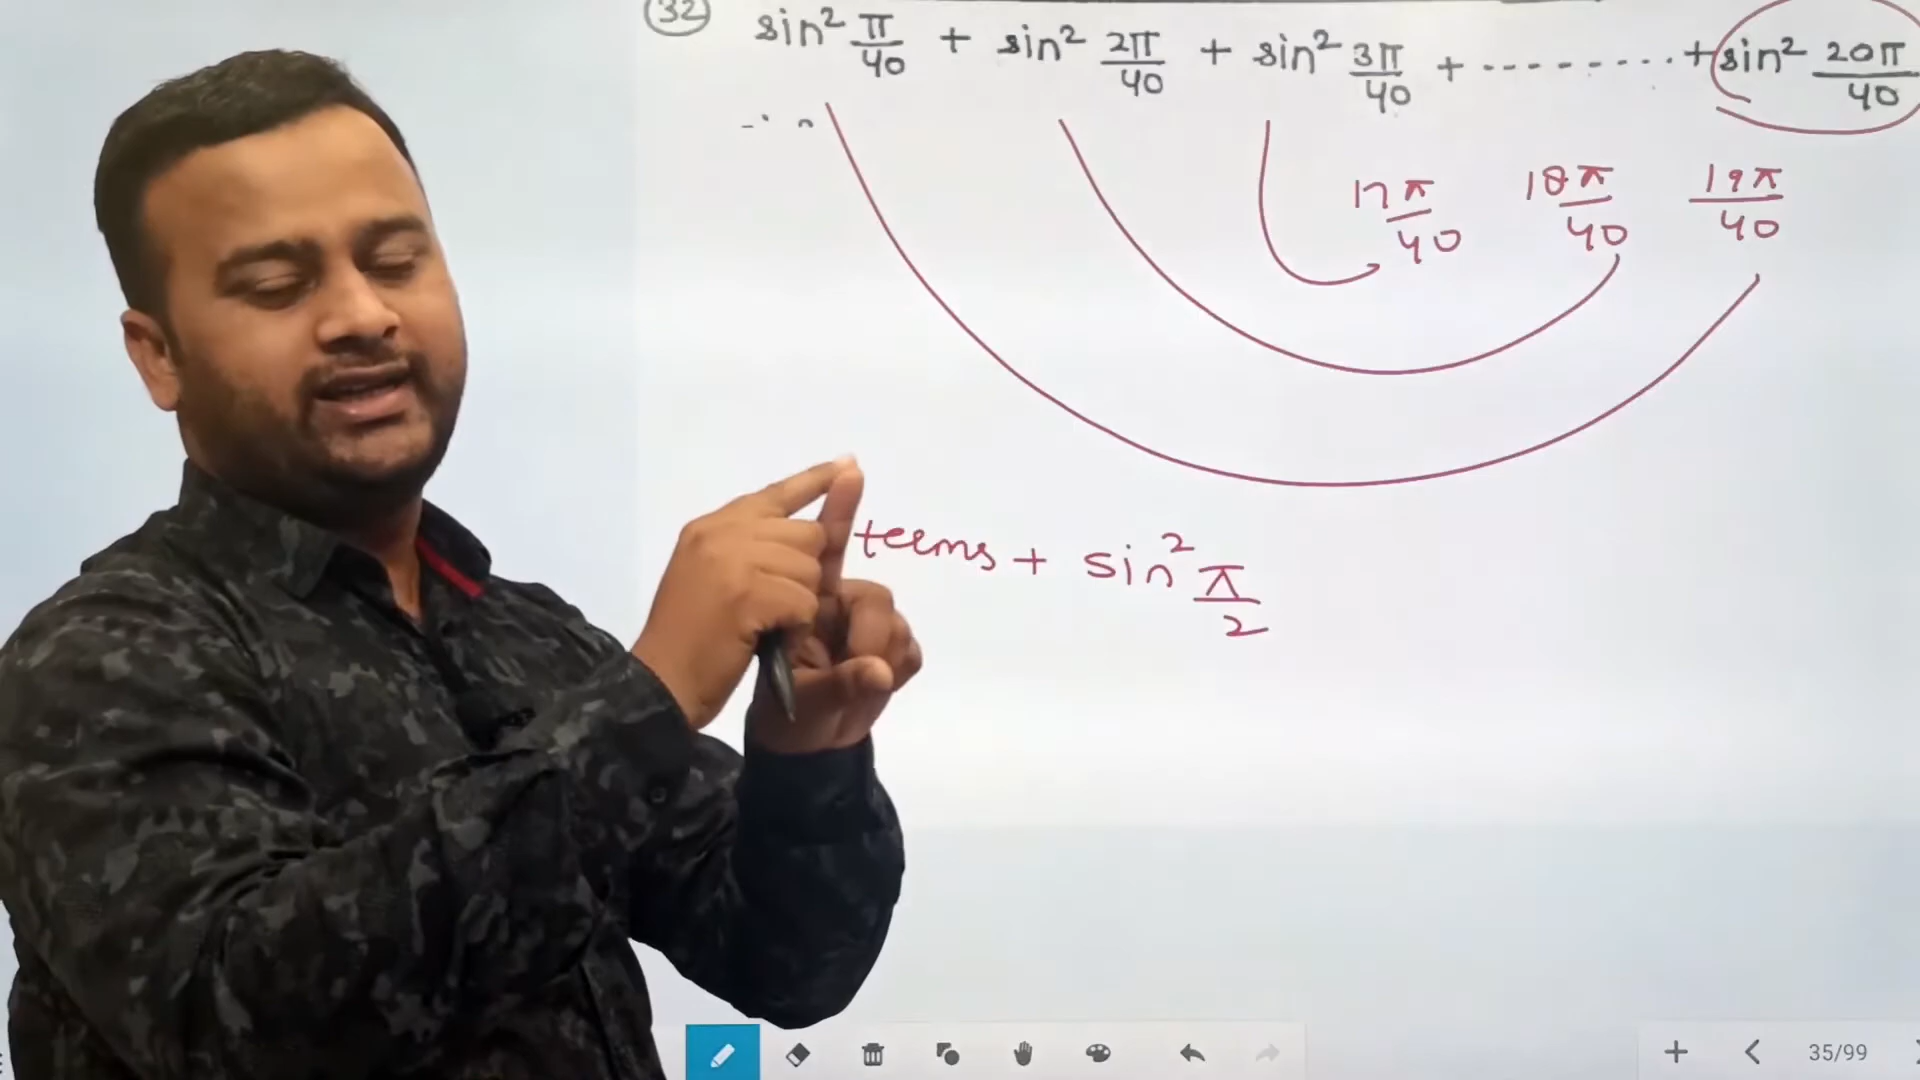 32 sin² π/40 + sin² 2π/40 + sin² 3π/40 + --------- + sin² 20π/40
17π/40 18π/40 19π/40
teems + sin² π/2
35/99